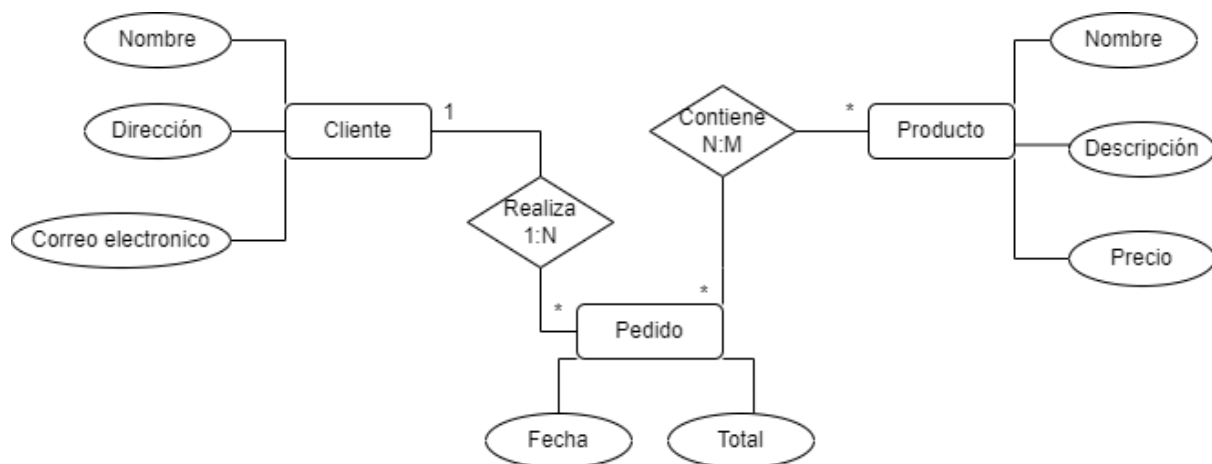 Nombre
Nombre
Cliente
1
Dirección
Contiene
N:M
*
Producto
Descripción
Realiza
1:N
Correo electronico
Precio
*
*
Pedido
Fecha
Total